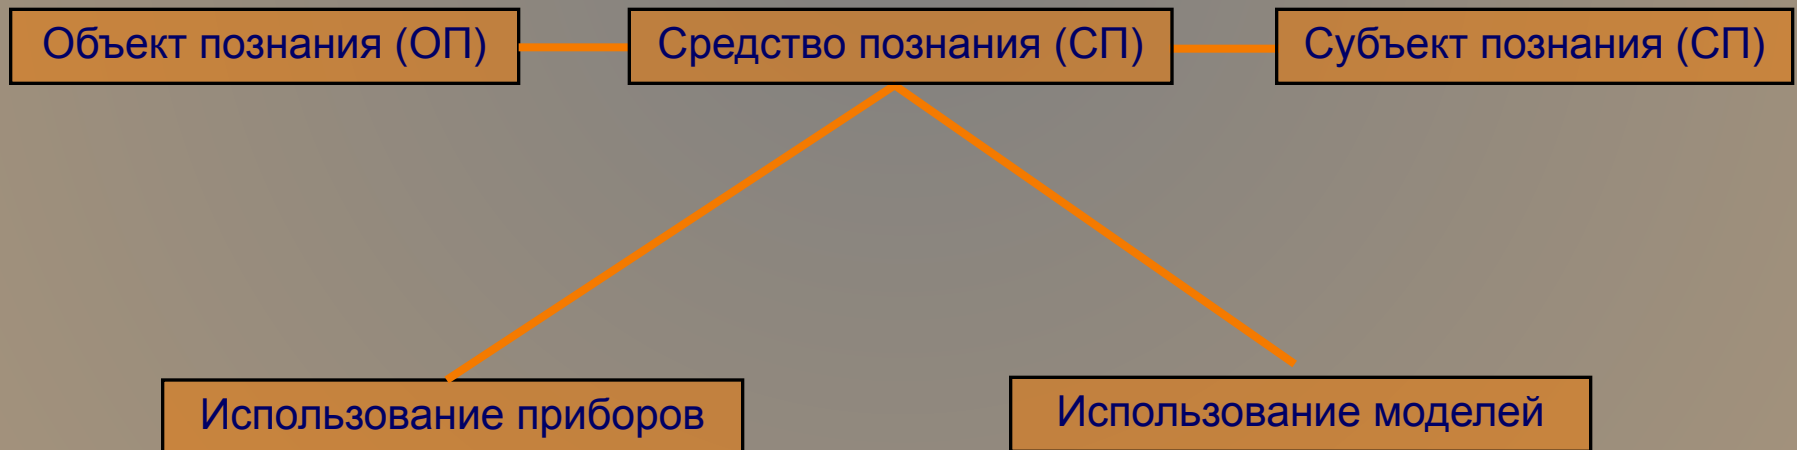 Объект познания (ОП)
Средство познания (СП)
Субъект познания (СП)
Использование приборов
Использование моделей